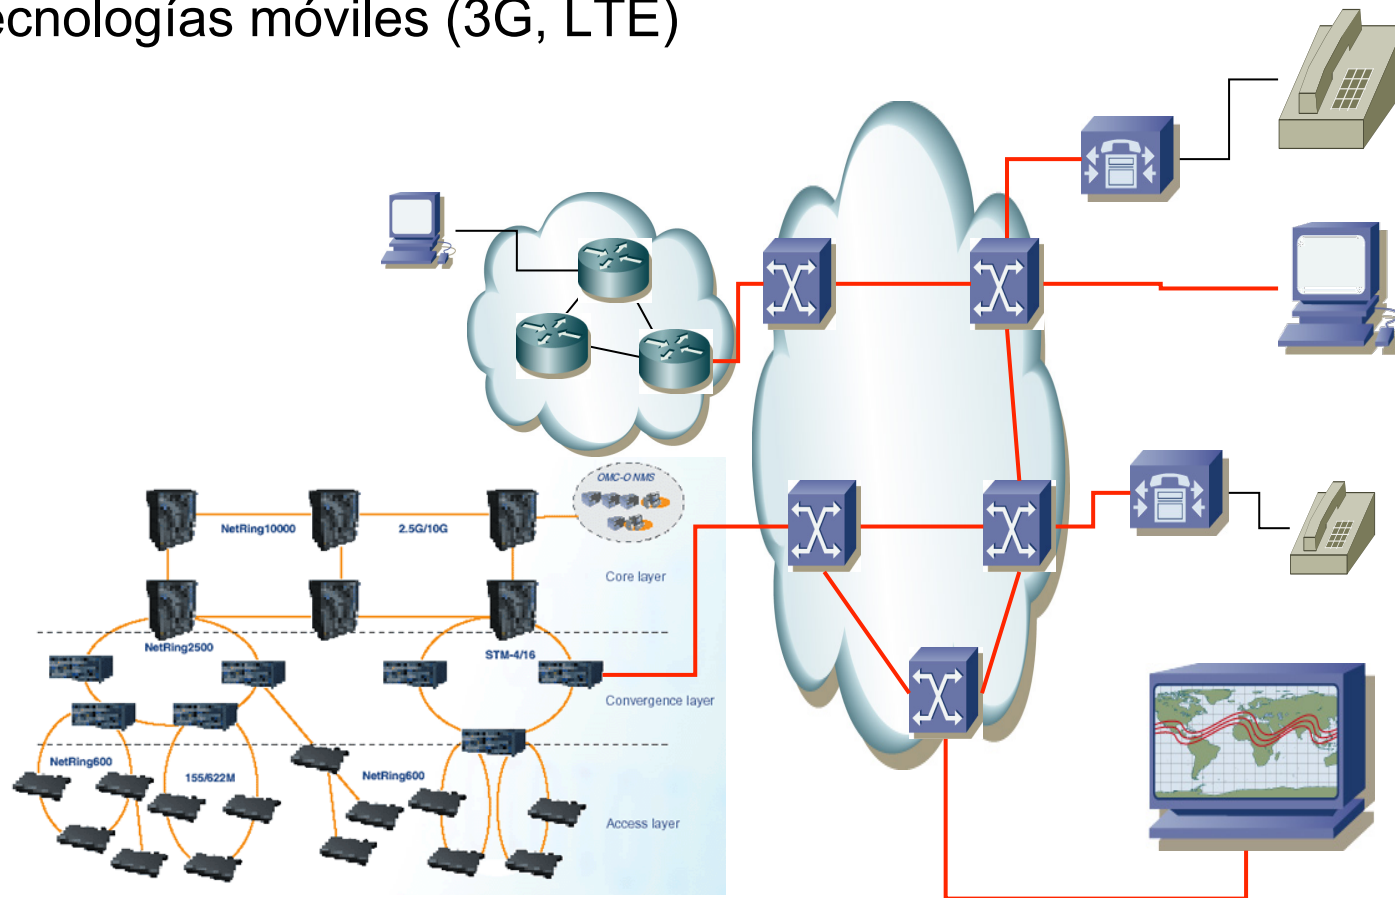 ecnologías móviles (3G, LTE)
OMC-O NMS
NetRing10000
2.5G/10G
Core layer
NetRing2500
STM-4/16
Convergence layer
NetRing600
155/622M
NetRing600
Access layer